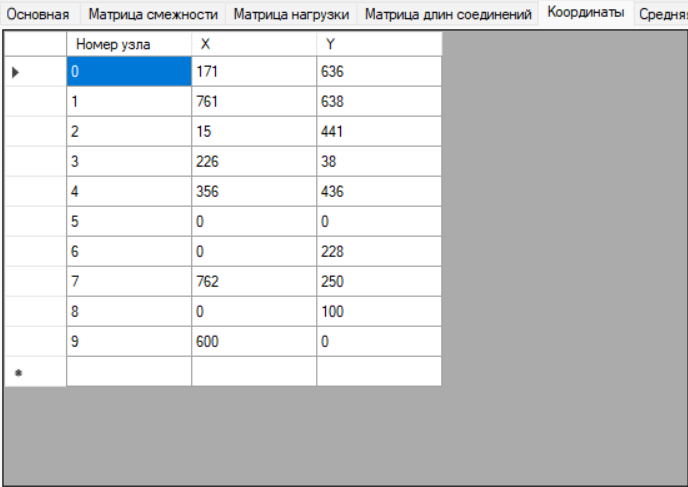 Основная Матрица смежности Матрица нагрузки Матрица длин соединений Координаты Средняя
Номер узла X Y
0 171 636
1 761 638
2 15 441
3 226 38
4 356 436
5 0 0
6 0 228
7 762 250
8 0 100
9 600 0